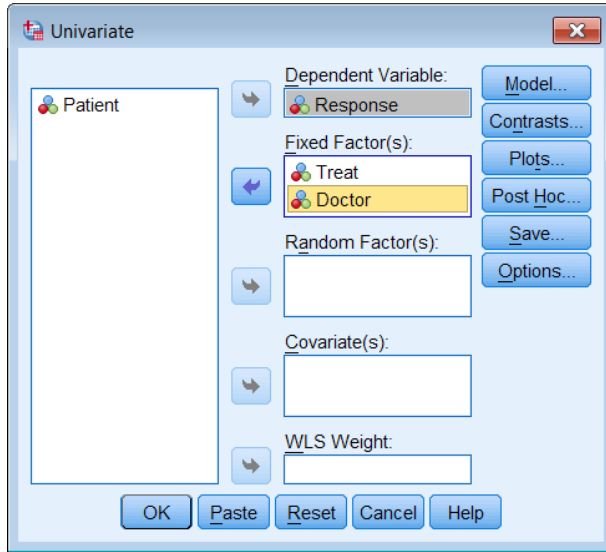 Univariate
Patient
Dependent Variable:
Response
Fixed Factor(s):
Treat
Doctor
Random Factor(s):
Covariate(s):
WLS Weight:
Model...
Contrasts...
Plots...
Post Hoc...
Save...
Options...
OK
Paste
Reset
Cancel
Help